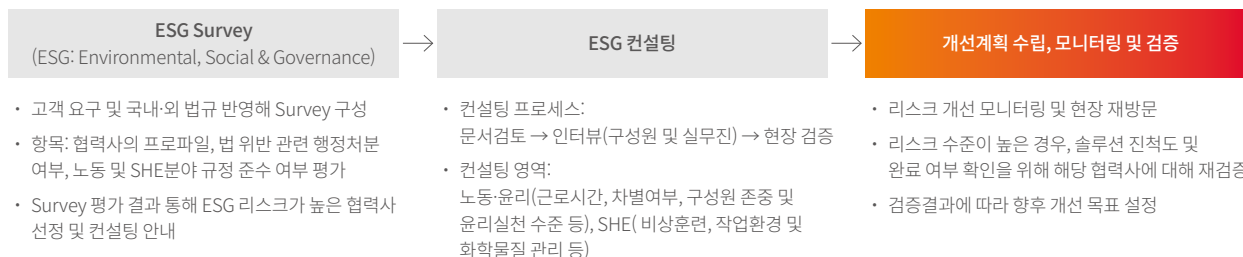 ESG Survey
(ESG: Environmental, Social & Governance)
• 고객 요구 및 국내·외 법규 반영해 Survey 구성
• 항목: 협력사의 프로파일, 법 위반 관련 행정처분
여부, 노동 및 SHE분야 규정 준수 여부 평가
• Survey 평가 결과 통해 ESG 리스크가 높은 협력사
선정 및 컨설팅 안내
→
ESG 컨설팅
• 컨설팅 프로세스:
문서검토 → 인터뷰(구성원 및 실무진) → 현장 검증
• 컨설팅 영역:
노동·윤리(근로시간, 차별여부, 구성원 존중 및
윤리실천 수준 등), SHE( 비상훈련, 작업환경 및
화학물질 관리 등)
→
개선계획 수립, 모니터링 및 검증
• 리스크 개선 모니터링 및 현장 재방문
• 리스크 수준이 높은 경우, 솔루션 진척도 및
완료 여부 확인을 위해 해당 협력사에 대해 재검증
• 검증결과에 따라 향후 개선 목표 설정